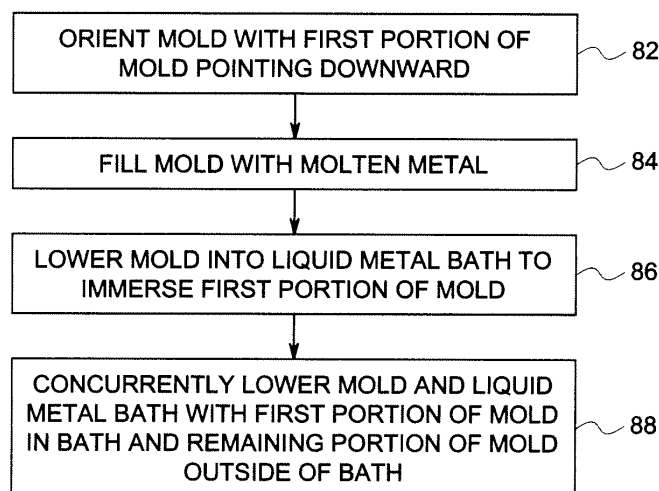 ORIENT MOLD WITH FIRST PORTION OF
MOLD POINTING DOWNWARD
82
FILL MOLD WITH MOLTEN METAL
84
LOWER MOLD INTO LIQUID METAL BATH TO
IMMERSE FIRST PORTION OF MOLD
86
CONCURRENTLY LOWER MOLD AND LIQUID
METAL BATH WITH FIRST PORTION OF MOLD
IN BATH AND REMAINING PORTION OF MOLD
OUTSIDE OF BATH
88